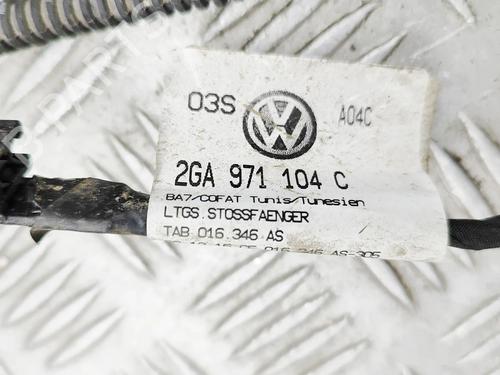 03S
A04C
2GA 971 104 C
BA7/COFAT Tunis/Tunesien
LTGS.STOSSFAENGER
TAB 016.346 AS